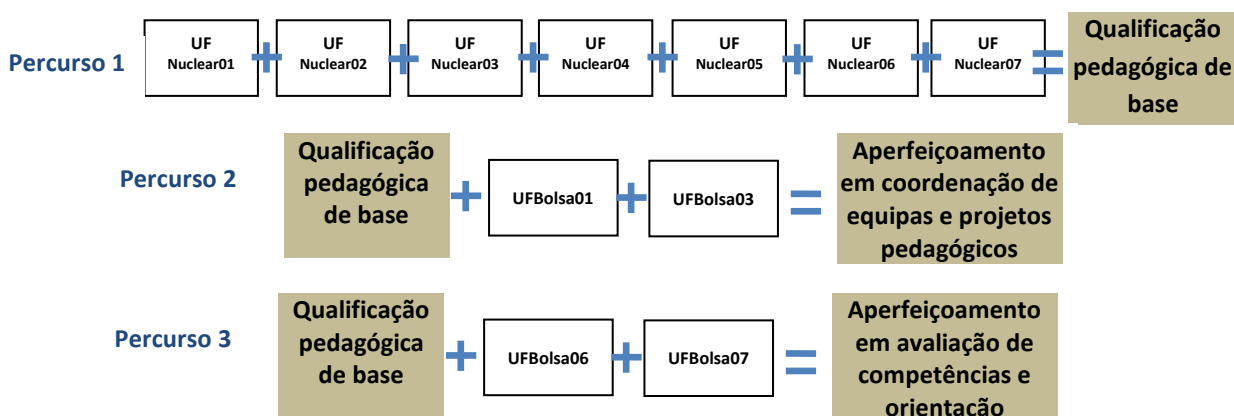 Percurso 1
UF
Nuclear01
+
UF
Nuclear02
+
UF
Nuclear03
+
UF
Nuclear04
+
UF
Nuclear05
+
UF
Nuclear06
+
UF
Nuclear07
=
Qualificação
pedagógica de
base
Percurso 2
Qualificação
pedagógica
de base
+
UFBolsa01
+
UFBolsa03
=
Aperfeiçoamento
em coordenação de
equipas e projetos
pedagógicos
Percurso 3
Qualificação
pedagógica
de base
+
UFBolsa06
+
UFBolsa07
=
Aperfeiçoamento
em avaliação de
competências e
orientação